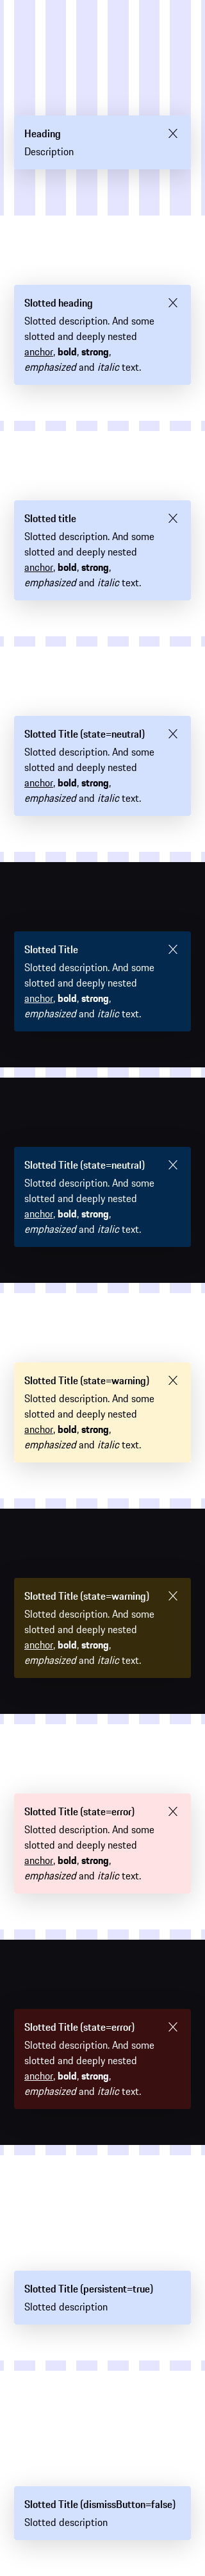 Heading
Description
Slotted heading
Slotted description. And some
slotted and deeply nested
anchor, bold, strong,
emphasized and italic text.
Slotted title
Slotted description. And some
slotted and deeply nested
anchor, bold, strong,
emphasized and italic text.
Slotted Title (state=neutral)
Slotted description. And some
slotted and deeply nested
anchor, bold, strong,
emphasized and italic text.
Slotted Title
Slotted description. And some
slotted and deeply nested
anchor, bold, strong,
emphasized and italic text.
Slotted Title (state=neutral)
Slotted description. And some
slotted and deeply nested
anchor, bold, strong,
emphasized and italic text.
Slotted Title (state=warning)
Slotted description. And some
slotted and deeply nested
anchor, bold, strong,
emphasized and italic text.
Slotted Title (state=warning)
Slotted description. And some
slotted and deeply nested
anchor, bold, strong,
emphasized and italic text.
Slotted Title (state=error)
Slotted description. And some
slotted and deeply nested
anchor, bold, strong,
emphasized and italic text.
Slotted Title (state=error)
Slotted description. And some
slotted and deeply nested
anchor, bold, strong,
emphasized and italic text.
Slotted Title (persistent=true)
Slotted description
Slotted Title (dismissButton=false)
Slotted description